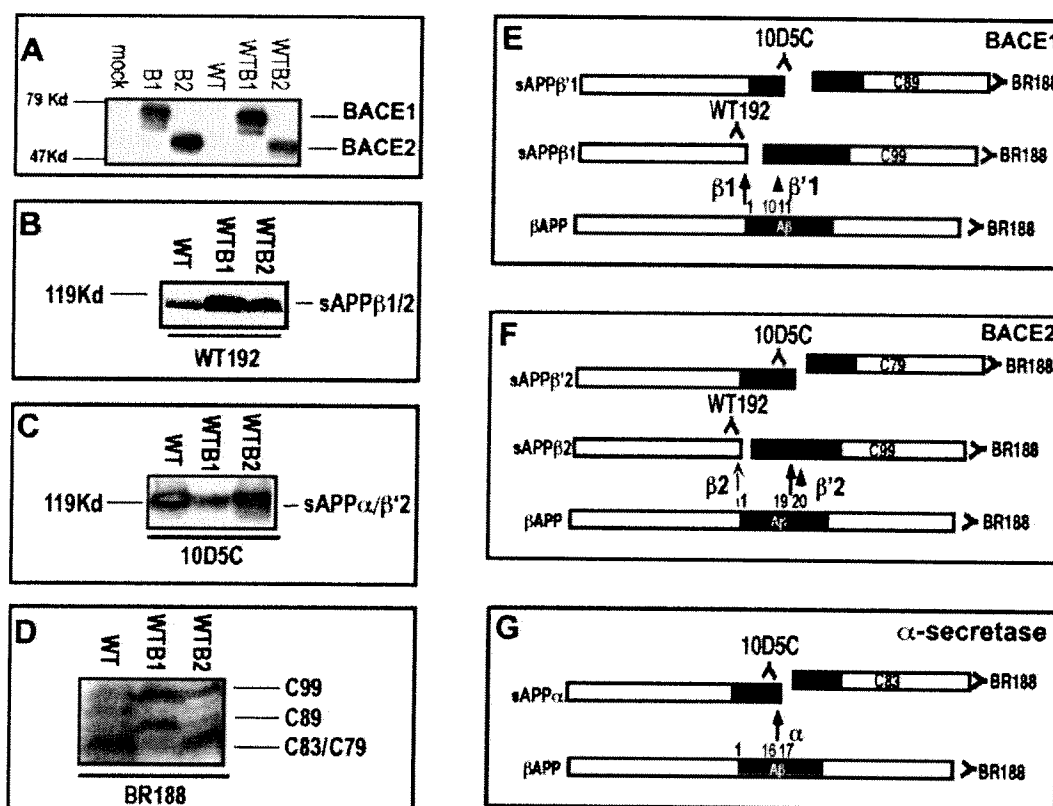 A
mock
B1
B2
WT
WTB1
WTB2
79 Kd
47Kd
BACE1
BACE2
B
WT
WTB1
WTB2
119Kd
sAPPβ1/2
WT192
C
WT
WTB1
WTB2
119Kd
sAPPα/β'2
10D5C
D
WT
WTB1
WTB2
C99
C89
C83/C79
BR188
E
BACE1
10D5C
sAPPβ'1
C89
BR188
WT192
sAPPβ1
C99
BR188
β1
β'1
1 10 11
βAPP
Aβ
BR188
F
BACE2
10D5C
sAPPβ'2
C79
BR188
WT192
sAPPβ2
C99
BR188
β2
β'2
1 19 20
βAPP
Aβ
BR188
G
α-secretase
10D5C
sAPPα
C83
BR188
α
1 16 17
βAPP
Aβ
BR188